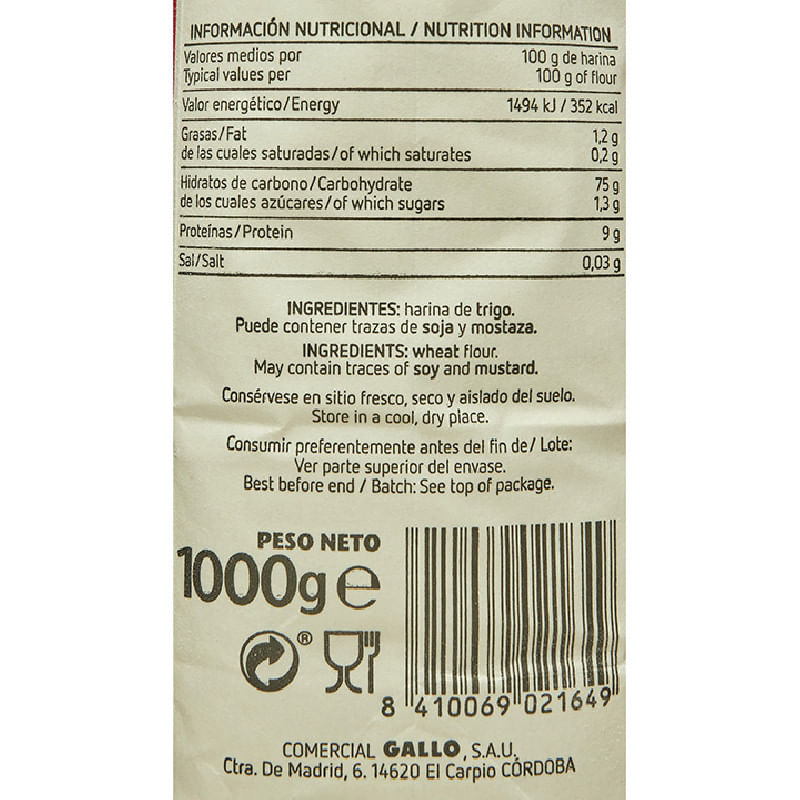 INFORMACIÓN NUTRICIONAL / NUTRITION INFORMATION
Valores medios por 100 g de harina
Typical values per 100 g of flour
Valor energético/Energy 1494 kJ / 352 kcal
Grasas/Fat 1,2 g
de las cuales saturadas/of which saturates 0,2 g
Hidratos de carbono/Carbohydrate 75 g
de los cuales azúcares/of which sugars 1,3 g
Proteínas/Protein 9 g
Sal/Salt 0,03 g
INGREDIENTES: harina de trigo.
Puede contener trazas de soja y mostaza.
INGREDIENTS: wheat flour.
May contain traces of soy and mustard.
Consérvese en sitio fresco, seco y aislado del suelo.
Store in a cool, dry place.
Consumir preferentemente antes del fin de/ Lote:
Ver parte superior del envase.
Best before end / Batch: See top of package.
PESO NETO
1000g e
®
8 410069 021649
COMERCIAL GALLO, S.A.U.
Ctra. De Madrid, 6. 14620 El Carpio CÓRDOBA